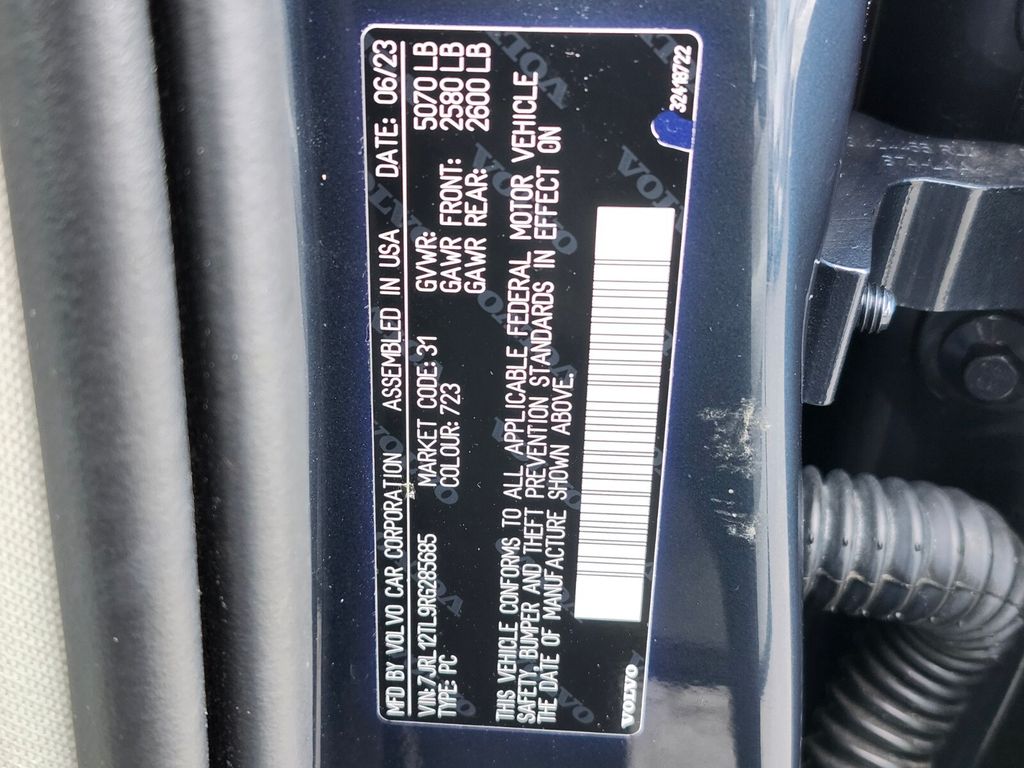 MFD BY VOLVO CAR CORPORATION ASSEMBLED IN USA DATE: 06/23
VIN: 7JRL12TL9RG285685 MARKET CODE: 31 GVWR: 5070 LB
TYPE: PC COLOUR: 723 GAWR FRONT: 2580 LB
GAWR REAR: 2600 LB
THIS VEHICLE CONFORMS TO ALL APPLICABLE FEDERAL MOTOR VEHICLE
SAFETY, BUMPER AND THEFT PREVENTION STANDARDS IN EFFECT ON
THE DATE OF MANUFACTURE SHOWN ABOVE.
VOLVO
32418722